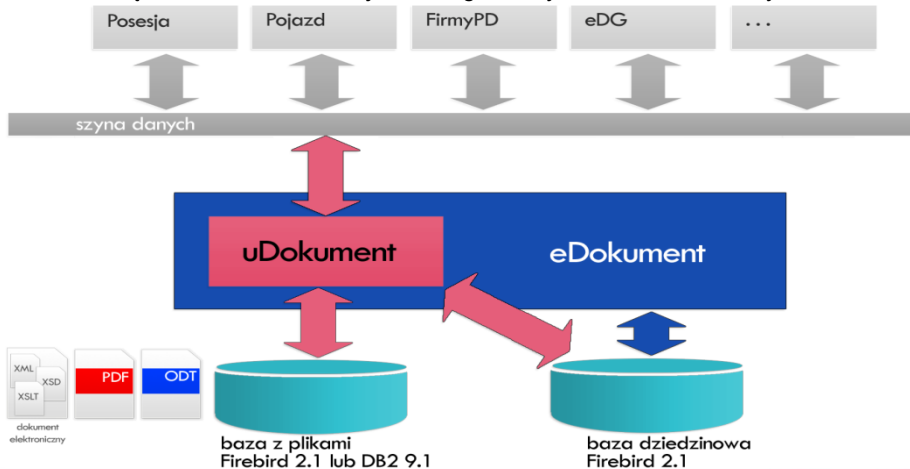 Posesja
Pojazd
FirmyPD
eDG
...
szyna danych
uDokument
eDokument
XML
XSD
XSLT
PDF
ODT
dokument
elektroniczny
baza z plikami
Firebird 2.1 lub DB2 9.1
baza dziedzinowa
Firebird 2.1